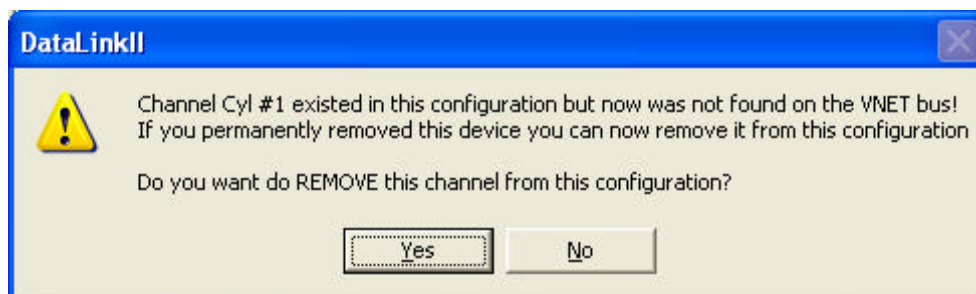 DataLinkII
Channel Cyl #1 existed in this configuration but now was not found on the VNET bus!
If you permanently removed this device you can now remove it from this configuration
Do you want do REMOVE this channel from this configuration?
Yes
No